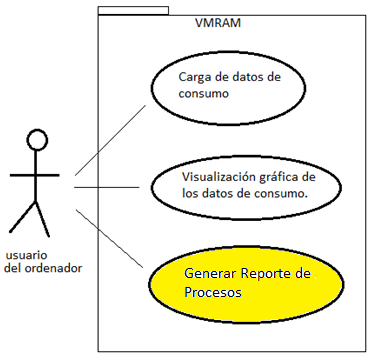 VMRAM
Carga de datos de
consumo
Visualización gráfica de
los datos de consumo.
usuario
del ordenador
Generar Reporte de
Procesos